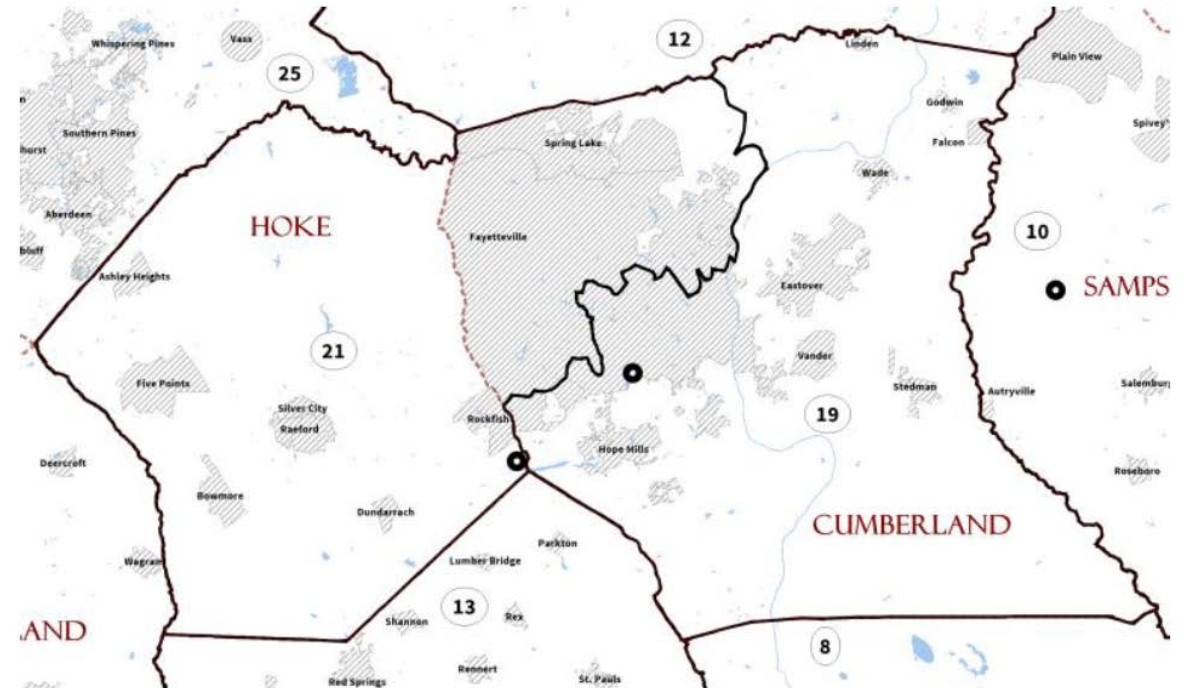 Whispering Pines
Vass
25
12
Linden
Plain View
Godwin
Southern Pines
Spring Lake
Falcon
Spivey's
hurst
Wade
Aberdeen
HOKE
10
Fayetteville
bluff
Ashley Heights
Eastover
SAMPS
21
Vander
Five Points
Stedman
Autryville
Salemburg
Silver City
Raeford
Rockfish
19
Hope Mills
Deercroft
Roseboro
Bowmore
Dundarrach
CUMBERLAND
Parkton
Wagram
Lumber Bridge
13
Shannon
Rex
LAND
8
Rennert
Red Springs
St. Pauls